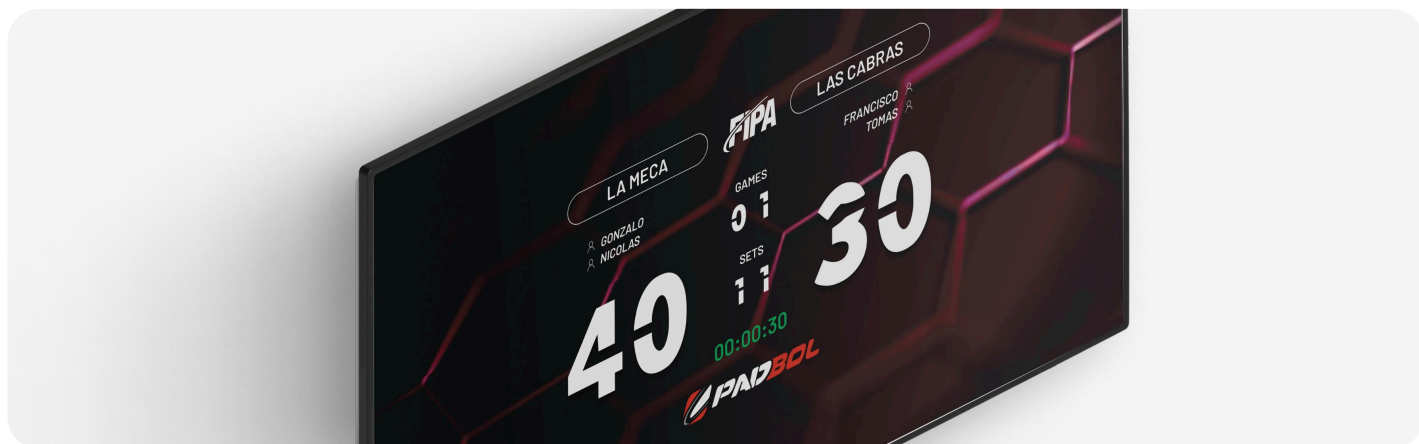 LA MECA
GONZALO
NICOLAS
40
FIPA
GAMES
0 1
SETS
1 1
00:00:30
PADBOL
LAS CABRAS
FRANCISCO
TOMÁS
30